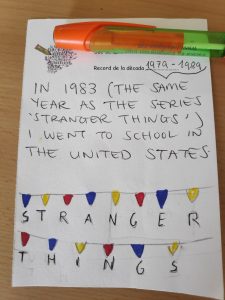 Record de la década 1979-1989
IN 1983 (THE SAME
YEAR AS THE SERIES
'STRANGER THINGS')
I WENT TO SCHOOL IN
THE UNITED STATES
STRANGER
THINGS